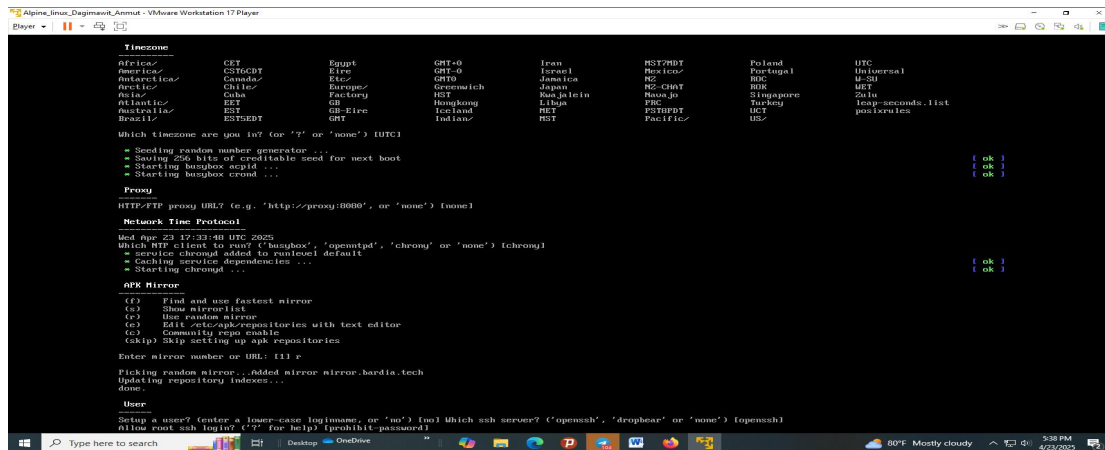 Alpine_linux_Dagimawit_Anmut - VMware Workstation 17 Player
Player
Timezone
Africa/ CET Egypt GMT+0 Iran MST7MDT Poland UTC
America/ CST6CDT Eire GMT-0 Israel Mexico/ Portugal Universal
Antarctica/ Canada/ Etc/ GMT0 Jamaica NZ ROC W-SU
Arctic/ Chile/ Europe/ Greenwich Japan NZ-CHAT ROK WET
Asia/ Cuba Factory HST Kwajalein Navajo Singapore Zulu
Atlantic/ EET GB Hongkong Libya PRC Turkey leap-seconds.list
Australia/ EST GB-Eire Iceland MET PST8PDT UCT posixrules
Brazil/ EST5EDT GMT Indian/ MST Pacific/ US/
Which timezone are you in? (or '?' or 'none') [UTC]
* Seeding random number generator ...
* Saving 256 bits of creditable seed for next boot [ ok ]
* Starting busybox acpid ... [ ok ]
* Starting busybox crond ... [ ok ]
Proxy
HTTP/FTP proxy URL? (e.g. 'http://proxy:8080', or 'none') [none]
Network Time Protocol
Wed Apr 23 17:33:48 UTC 2025
Which NTP client to run? ('busybox', 'openntpd', 'chrony' or 'none') [chrony]
* service chronyd added to runlevel default
* Caching service dependencies ... [ ok ]
* Starting chronyd ... [ ok ]
APK Mirror
(f) Find and use fastest mirror
(s) Show mirrorlist
(r) Use random mirror
(e) Edit /etc/apk/repositories with text editor
(c) Community repo enable
(skip) Skip setting up apk repositories
Enter mirror number or URL: [1] r
Picking random mirror...Added mirror mirror.bardia.tech
Updating repository indexes...
done.
User
Setup a user? (enter a lower-case loginname, or 'no') [no] Which ssh server? ('openssh', 'dropbear' or 'none') [openssh]
Allow root ssh login? ('?' for help) [prohibit-password]
Type here to search
Desktop OneDrive
80°F Mostly cloudy
5:38 PM
4/23/2025